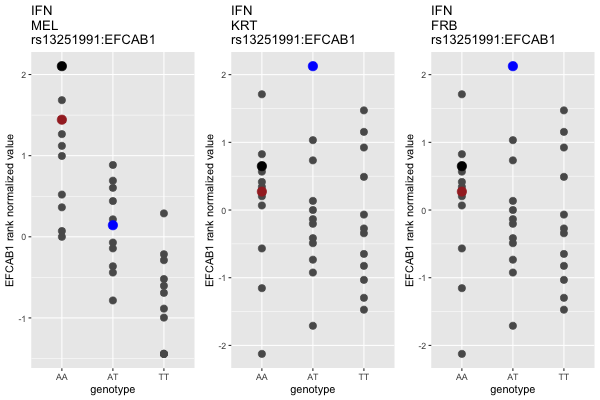 IFN
MEL
rs13251991:EFCAB1
EFCAB1 rank normalized value
2
1
0
-1
AA
AT
TT
genotype
IFN
KRT
rs13251991:EFCAB1
EFCAB1 rank normalized value
2
1
0
-1
-2
AA
AT
TT
genotype
IFN
FRB
rs13251991:EFCAB1
EFCAB1 rank normalized value
2
1
0
-1
-2
AA
AT
TT
genotype